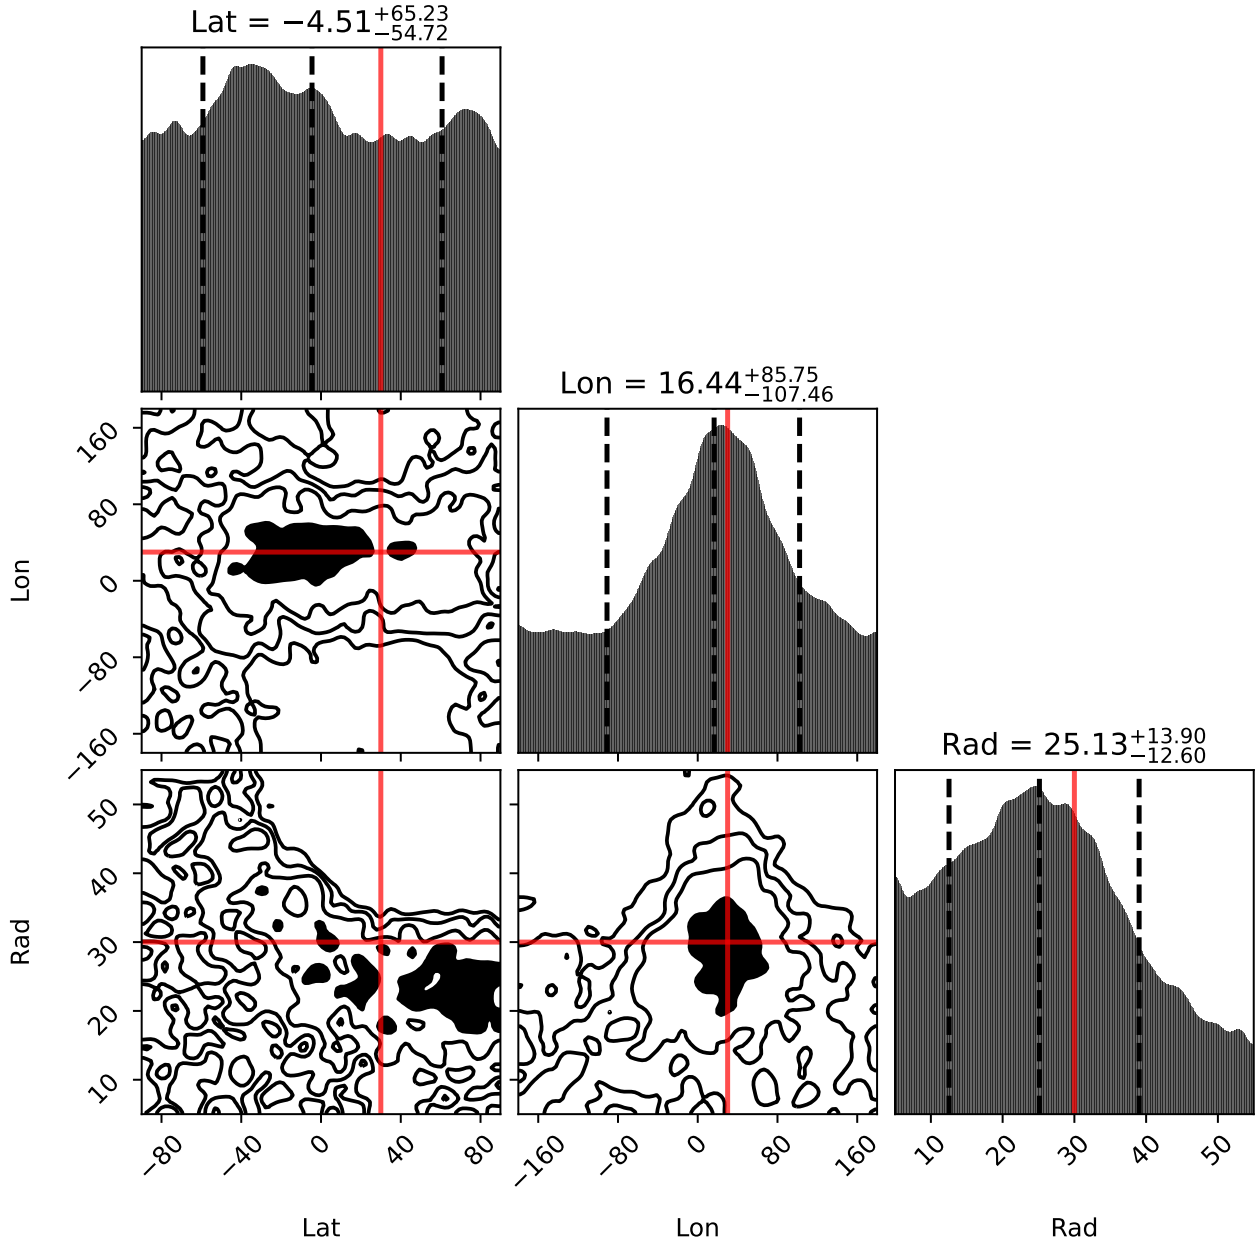 Lat = −4.51+65.23−54.72
Lon = 16.44+85.75−107.46
Rad = 25.13+13.90−12.60
Lon
160
80
0
−80
−160
Rad
50
40
30
20
10
−80 −40 0 40 80
−160 −80 0 80 160
10 20 30 40 50
Lat Lon Rad